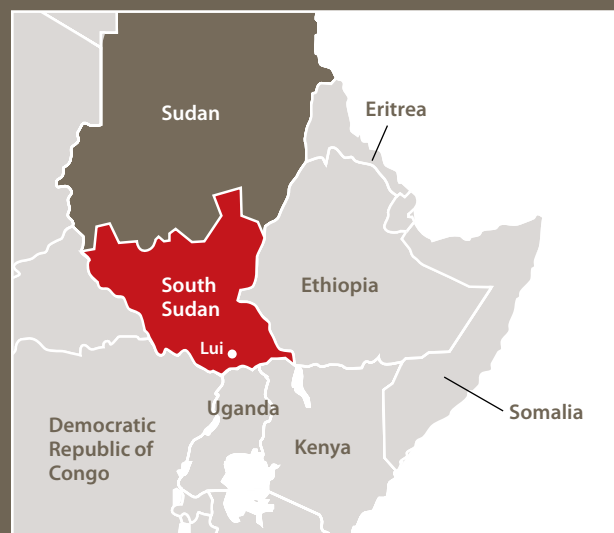 Sudan
Eritrea
South
Sudan
Ethiopia
Lui
Uganda
Somalia
Democratic
Republic of
Congo
Kenya